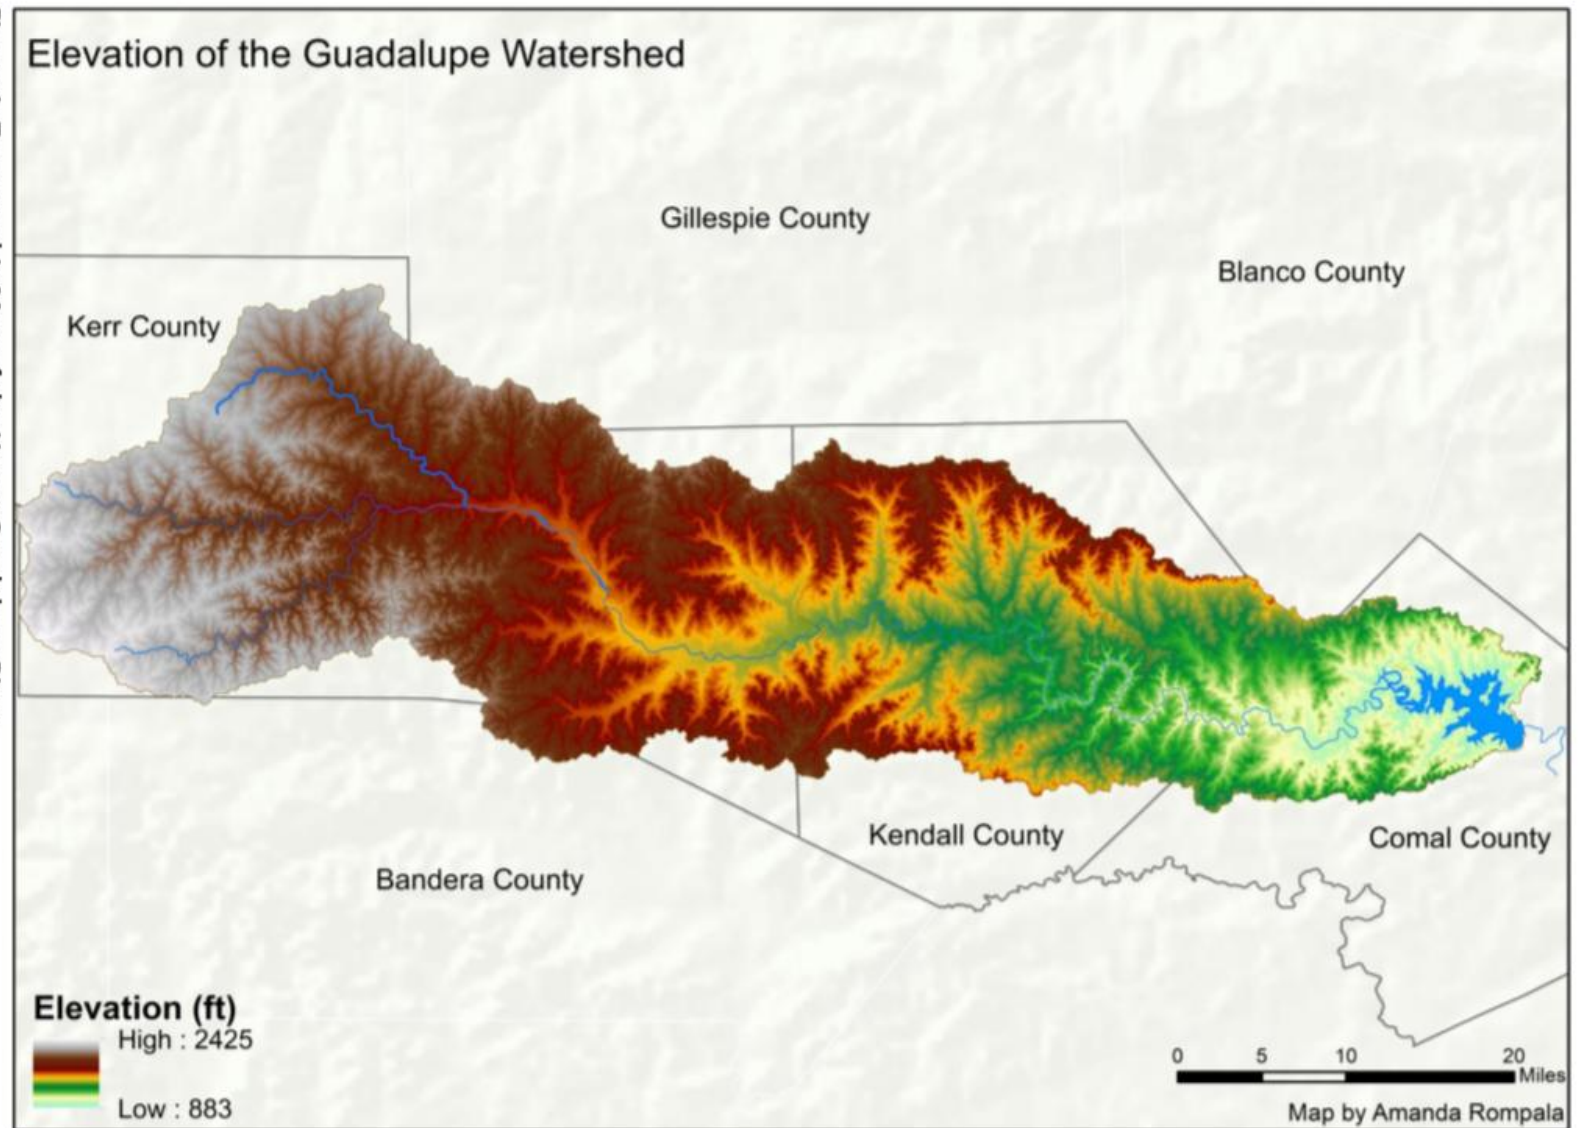 Elevation of the Guadalupe Watershed
Gillespie County
Blanco County
Kerr County
Kendall County
Comal County
Bandera County
Elevation (ft)
High : 2425
Low : 883
0 5 10 20
Miles
Map by Amanda Rompala